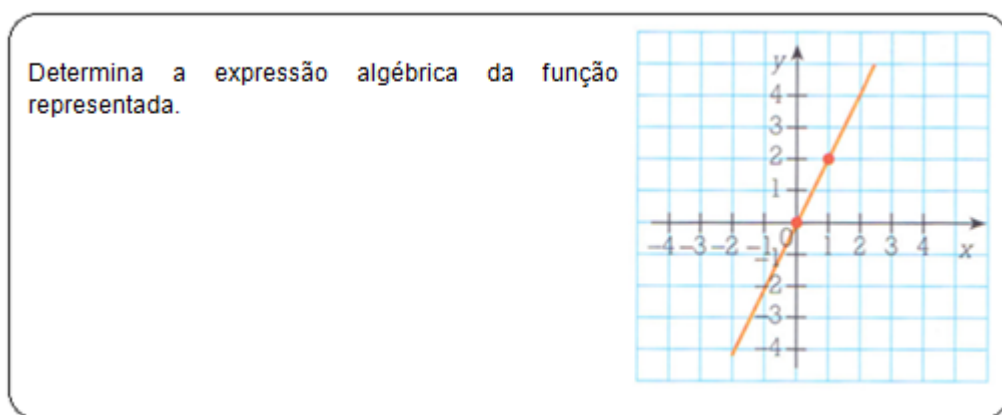 Determina a expressão algébrica da função
representada.
y
4
3
2
1
-4 -3 -2 -1 0 1 2 3 4 x
-1
-2
-3
-4